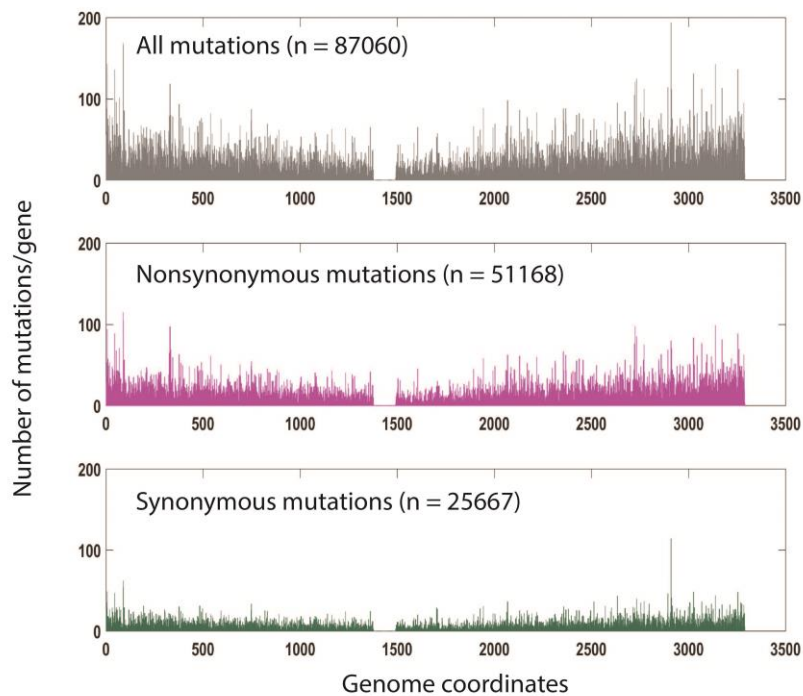 Number of mutations/gene
200
All mutations (n = 87060)
100
0
0 500 1000 1500 2000 2500 3000 3500
200
Nonsynonymous mutations (n = 51168)
100
0
0 500 1000 1500 2000 2500 3000 3500
200
Synonymous mutations (n = 25667)
100
0
0 500 1000 1500 2000 2500 3000 3500
Genome coordinates